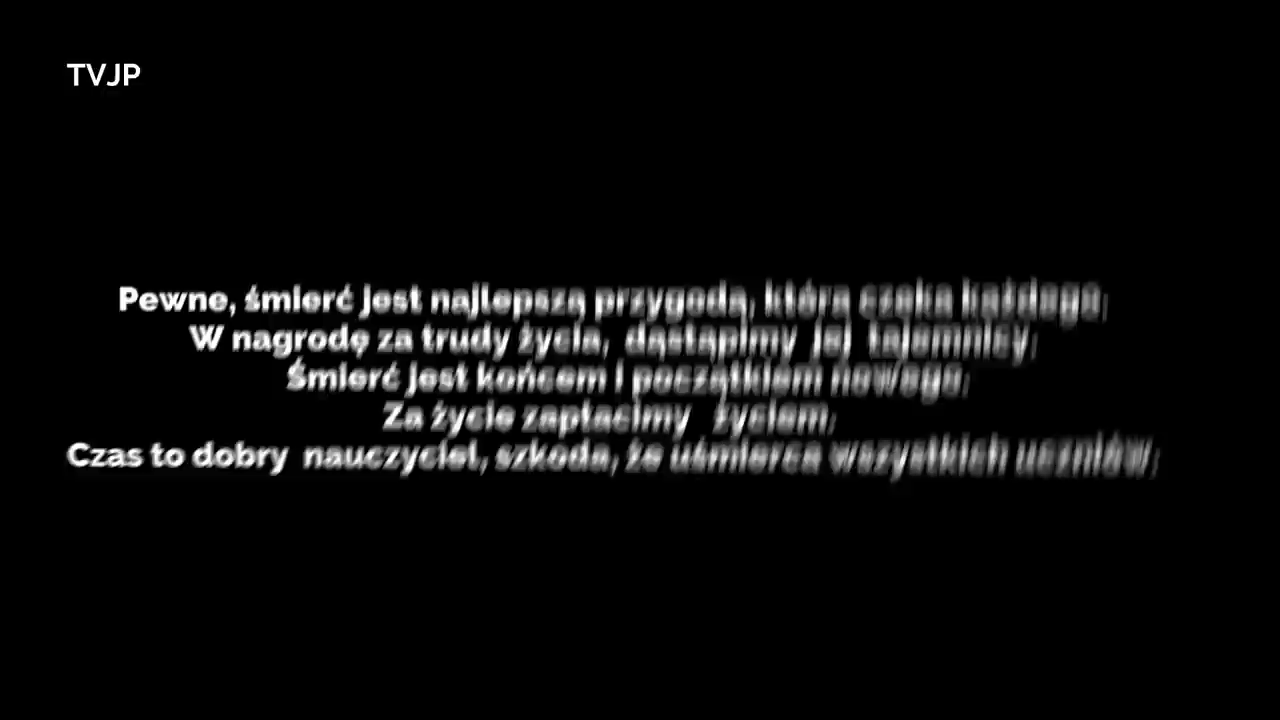 TVJP
Pewne, śmierć jest najlepszą przygodą, która czeka każdego;
W nagrodę za trudy życia, dostąpimy jej tajemnicy;
Śmierć jest końcem i początkiem nowego;
Za życie zapłacimy życiem;
Czas to dobry nauczyciel, szkoda, że uśmierca wszystkich uczniów;